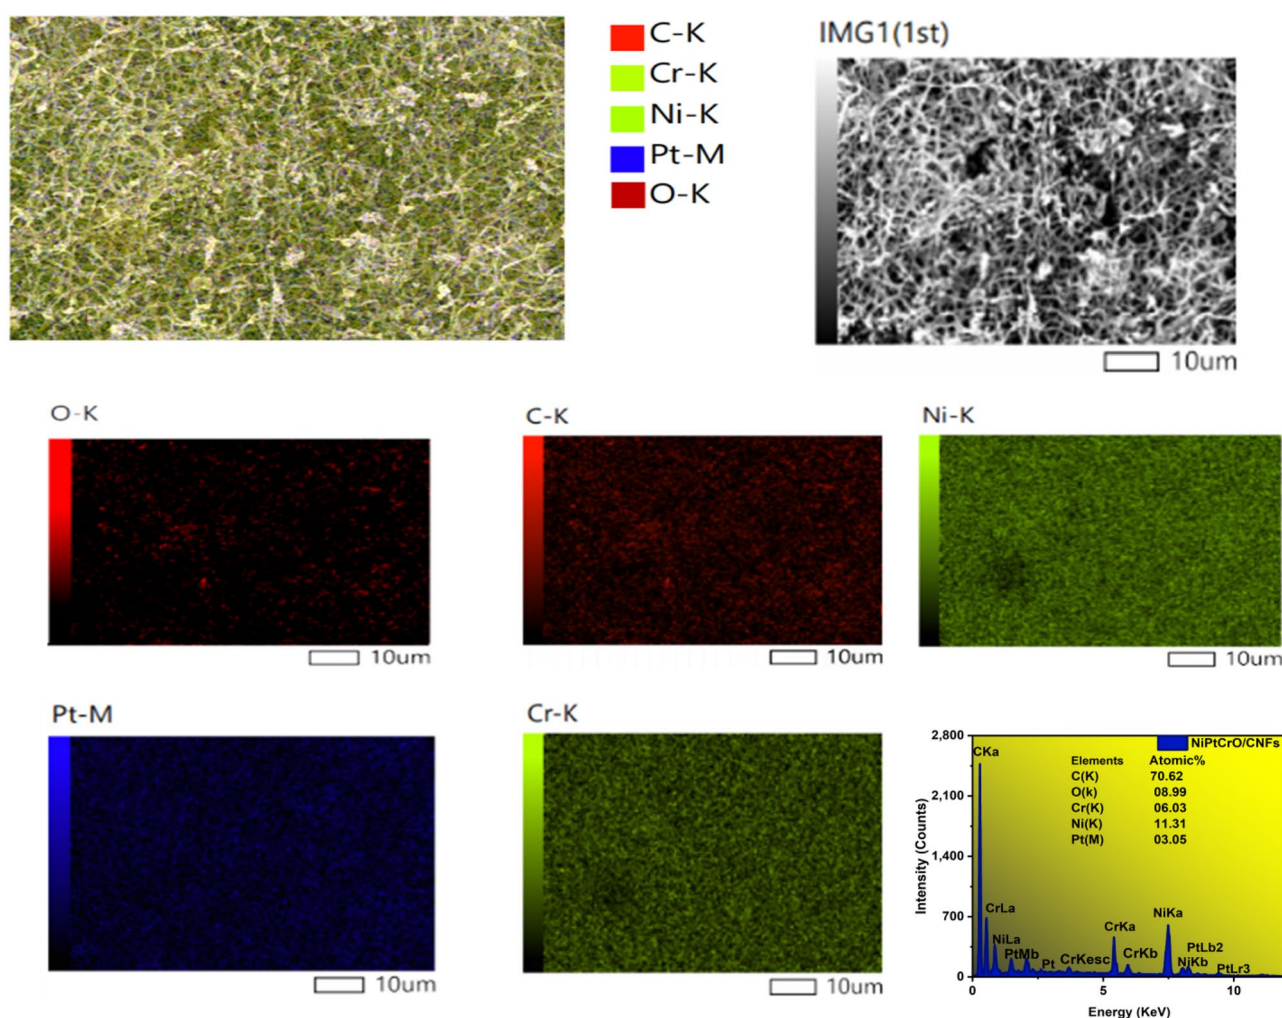 C-K
Cr-K
Ni-K
Pt-M
O-K
IMG1(1st)
10um
O-K
C-K
Ni-K
10um
10um
10um
Pt-M
Cr-K
10um
10um
NiPtCrO/CNFs
Elements Atomic%
C(K) 70.62
O(k) 08.99
Cr(K) 06.03
Ni(K) 11.31
Pt(M) 03.05
2,800
2,100
1,400
700
0
Intensity (Counts)
CKa
CrLa
NiLa
PtMb
Pt
CrKesc
CrKa
CrKb
NiKa
NiKb
PtLb2
PtLr3
0 5 10
Energy (KeV)